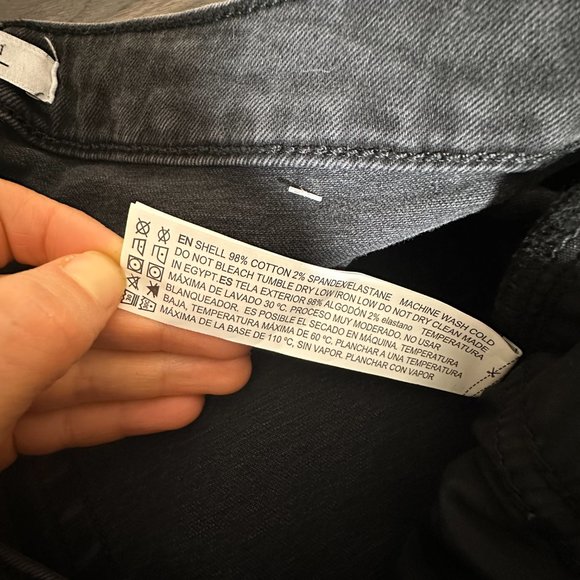 EN SHELL 98% COTTON 2% SPANDEX/ELASTANE MACHINE WASH COLD
DO NOT BLEACH TUMBLE DRY LOW IRON LOW DO NOT DRY CLEAN MADE
IN EGYPT. ES TELA EXTERIOR 98% ALGODÓN 2% elastano TEMPERATURA
MÁXIMA DE LAVADO 30 ºC. PROCESO MUY MODERADO. NO USAR
BLANQUEADOR. ES POSIBLE EL SECADO EN MÁQUINA. TEMPERATURA
BAJA, TEMPERATURA MÁXIMA DE 60 ºC. PLANCHAR A UNA TEMPERATURA
MÁXIMA DE LA BASE DE 110 ºC, SIN VAPOR. PLANCHAR CON VAPOR